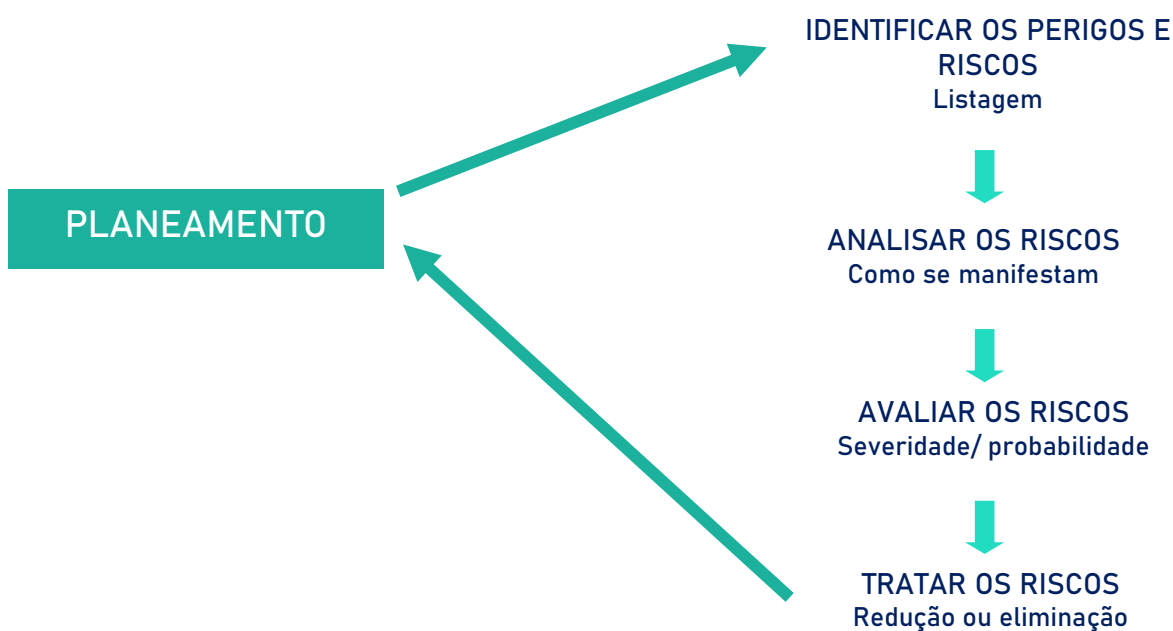 IDENTIFICAR OS PERIGOS E
RISCOS
Listagem
PLANEAMENTO
ANALISAR OS RISCOS
Como se manifestam
AVALIAR OS RISCOS
Severidade/ probabilidade
TRATAR OS RISCOS
Redução ou eliminação